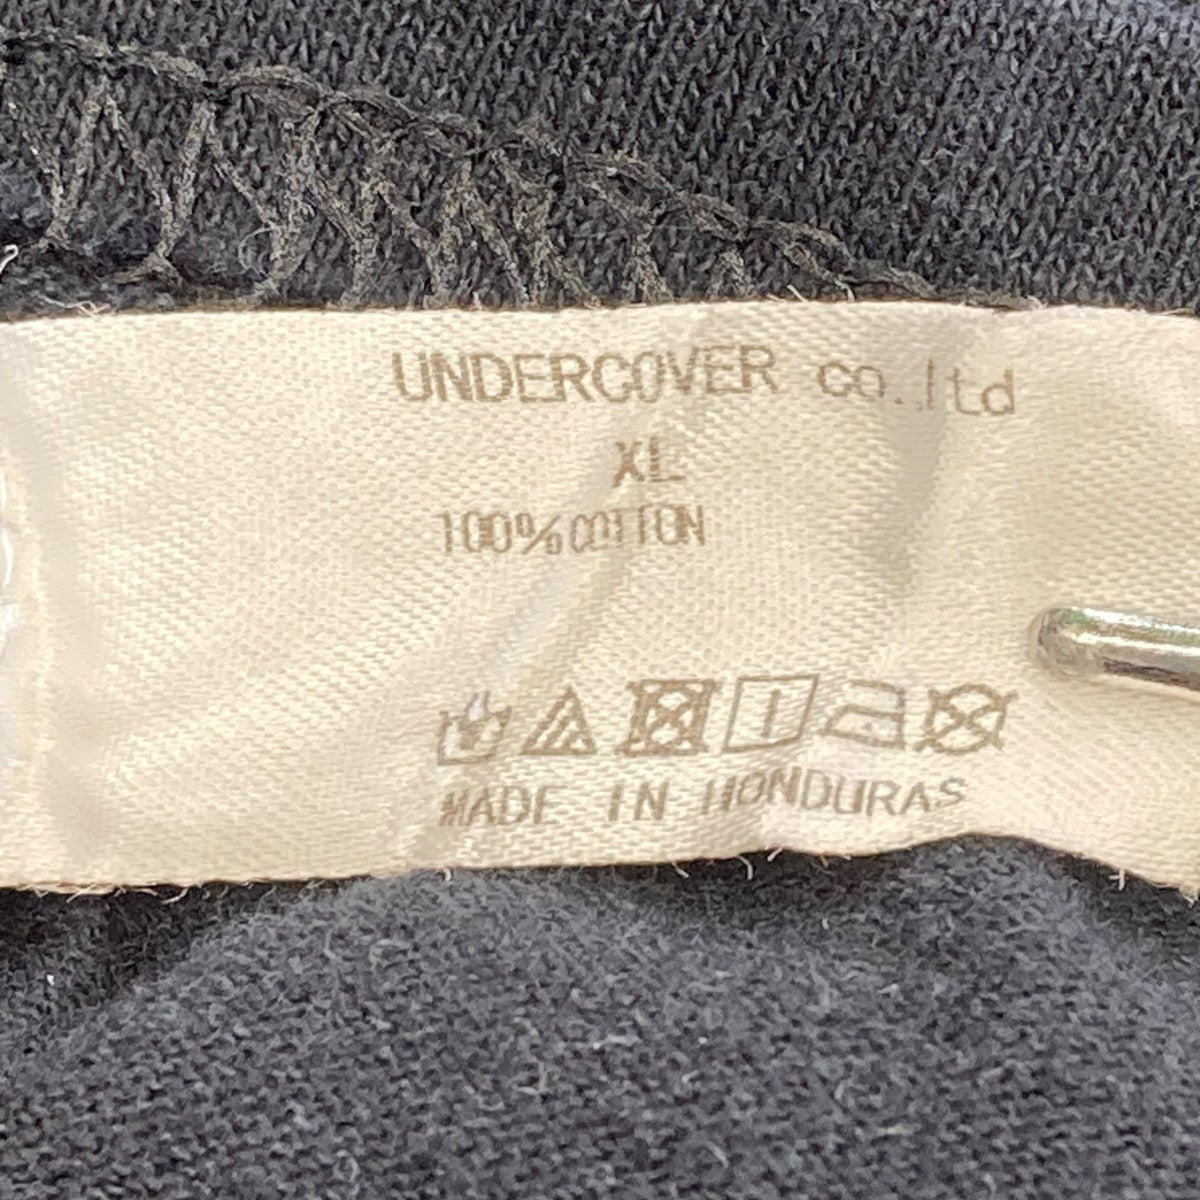 UNDERCOVER co.ltd
XL
100% COTTON
MADE IN HONDURAS